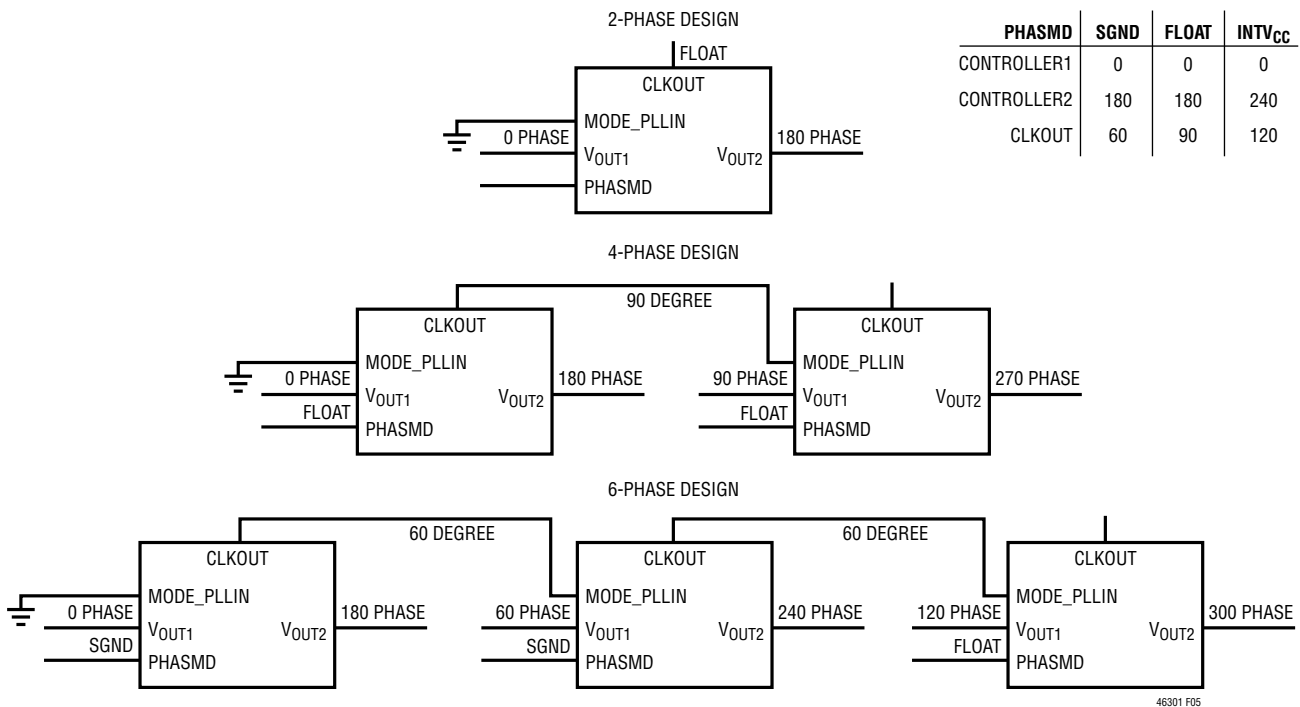 2-PHASE DESIGN
FLOAT
CLKOUT
MODE_PLLIN
0 PHASE
180 PHASE
VOUT1
VOUT2
PHASMD
PHASMD SGND FLOAT INTVCC
CONTROLLER1 0 0 0
CONTROLLER2 180 180 240
CLKOUT 60 90 120
4-PHASE DESIGN
90 DEGREE
CLKOUT
MODE_PLLIN
0 PHASE
180 PHASE
VOUT1
VOUT2
FLOAT
PHASMD
CLKOUT
MODE_PLLIN
90 PHASE
270 PHASE
VOUT1
VOUT2
FLOAT
PHASMD
6-PHASE DESIGN
60 DEGREE
60 DEGREE
CLKOUT
MODE_PLLIN
0 PHASE
180 PHASE
VOUT1
VOUT2
SGND
PHASMD
CLKOUT
MODE_PLLIN
60 PHASE
240 PHASE
VOUT1
VOUT2
SGND
PHASMD
CLKOUT
MODE_PLLIN
120 PHASE
300 PHASE
VOUT1
VOUT2
FLOAT
PHASMD
46301 F05